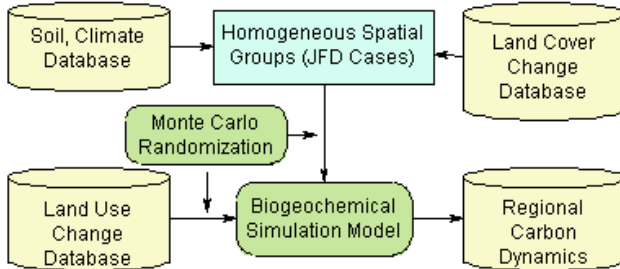 Soil, Climate
Database
Homogeneous Spatial
Groups (JFD Cases)
Land Cover
Change
Database
Monte Carlo
Randomization
Land Use
Change
Database
Biogeochemical
Simulation Model
Regional
Carbon
Dynamics